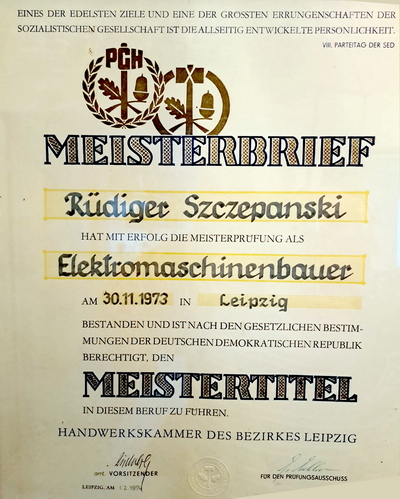 EINES DER EDELSTEN ZIELE UND EINE DER GROSSTEN ERRUNGENSCHAFTEN DER
SOZIALISTISCHEN GESELLSCHAFT IST DIE ALLSEITIG ENTWICKELTE PERSONLICHKEIT.
VIII. PARTEITAG DER SED
PGH
MEISTERBRIEF
Rüdiger Szczepanski
HAT MIT ERFOLG DIE MEISTERPRÜFUNG ALS
Elektromaschinenbauer
AM 30.11.1973 IN Leipzig
BESTANDEN UND IST NACH DEN GESETZLICHEN BESTIM-
MUNGEN DER DEUTSCHEN DEMOKRATISCHEN REPUBLIK
BERECHTIGT, DEN
MEISTERTITEL
IN DIESEM BERUF ZU FÜHREN.
HANDWERKSKAMMER DES BEZIRKES LEIPZIG
VORSITZENDER
FÜR DEN PRÜFUNGSAUSSCHUSS
LEIPZIG, AM